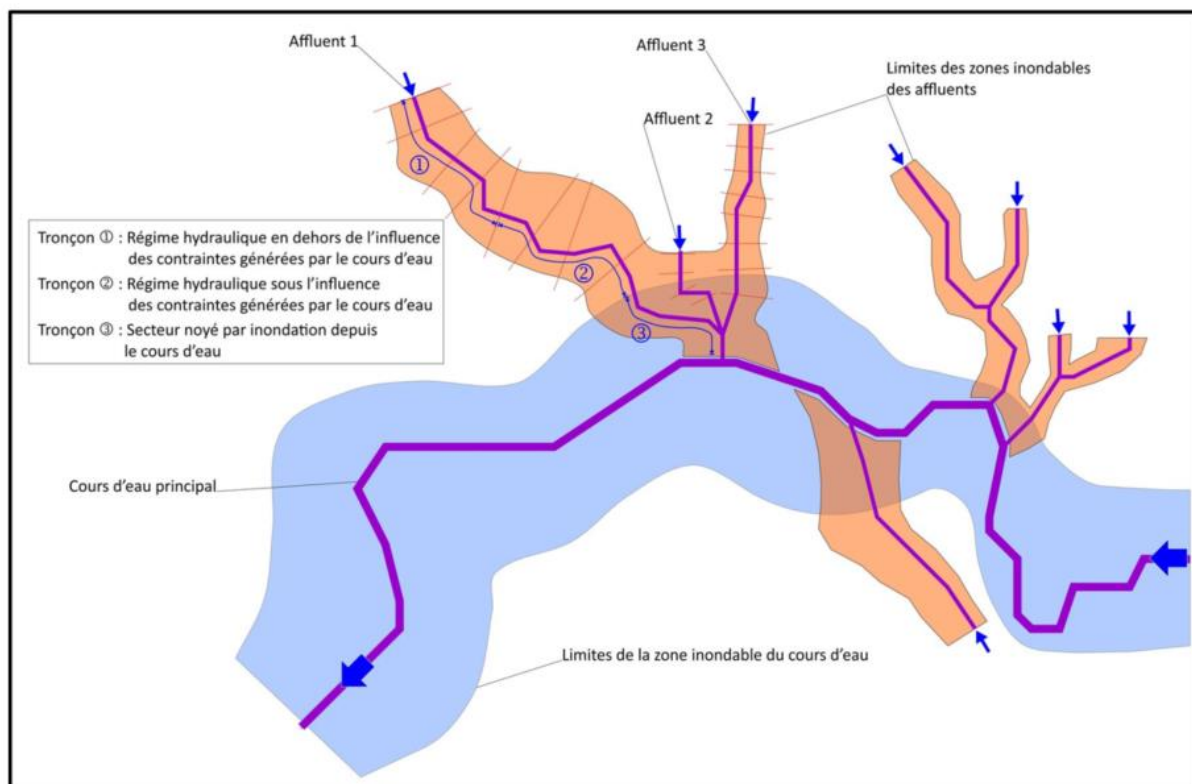 Affluent 1
Affluent 3
Limites des zones inondables
des affluents
Affluent 2
①
Tronçon ① : Régime hydraulique en dehors de l’influence
des contraintes générées par le cours d’eau
Tronçon ② : Régime hydraulique sous l’influence
des contraintes générées par le cours d’eau
Tronçon ③ : Secteur noyé par inondation depuis
le cours d’eau
②
③
Cours d’eau principal
Limites de la zone inondable du cours d’eau